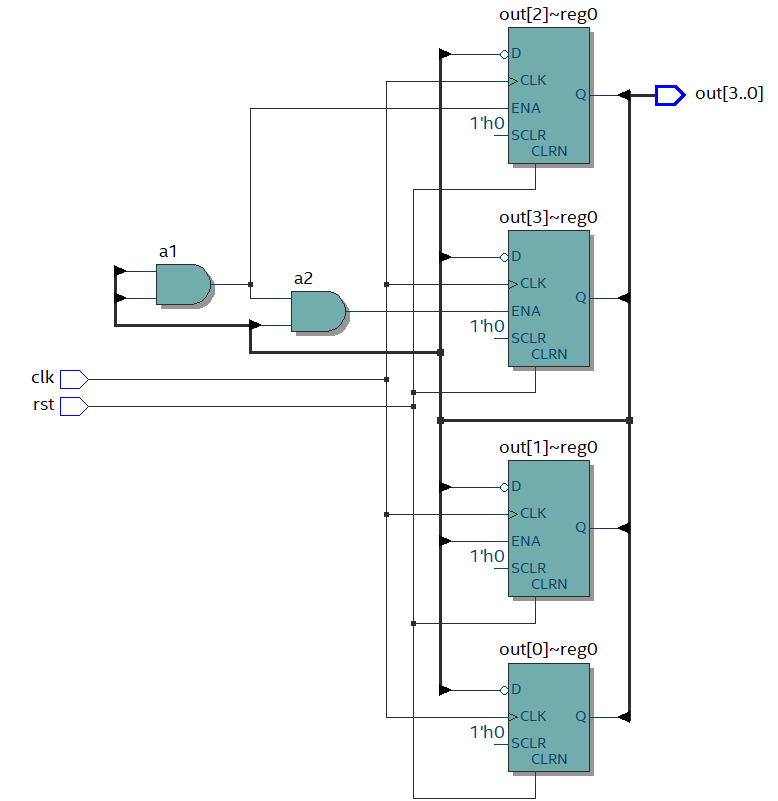 out[2]~reg0
D
CLK
ENA
Q
out[3..0]
1'h0
SCLR
CLRN
out[3]~reg0
D
a1
CLK
a2
Q
ENA
1'h0
SCLR
CLRN
clk
rst
out[1]~reg0
D
CLK
Q
ENA
1'h0
SCLR
CLRN
out[0]~reg0
D
CLK
Q
1'h0
SCLR
CLRN